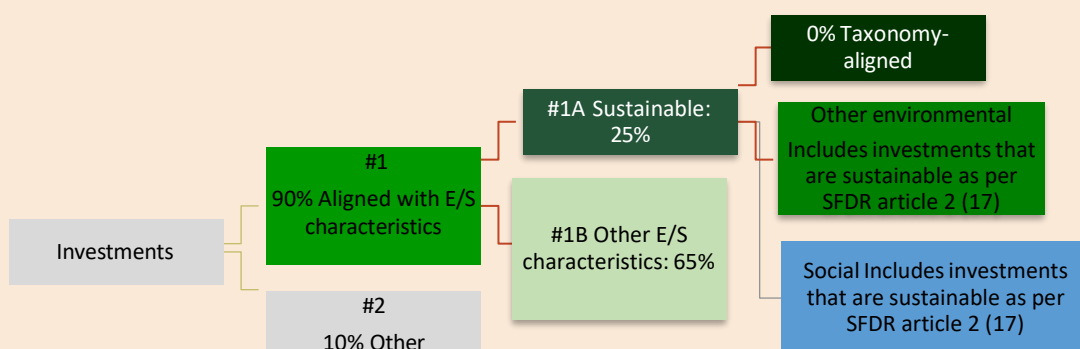 Investments
#1
90% Aligned with E/S
characteristics
#2
10% Other
#1A Sustainable:
25%
#1B Other E/S
characteristics: 65%
0% Taxonomy-
aligned
Other environmental
Includes investments that
are sustainable as per
SFDR article 2 (17)
Social Includes investments
that are sustainable as per
SFDR article 2 (17)